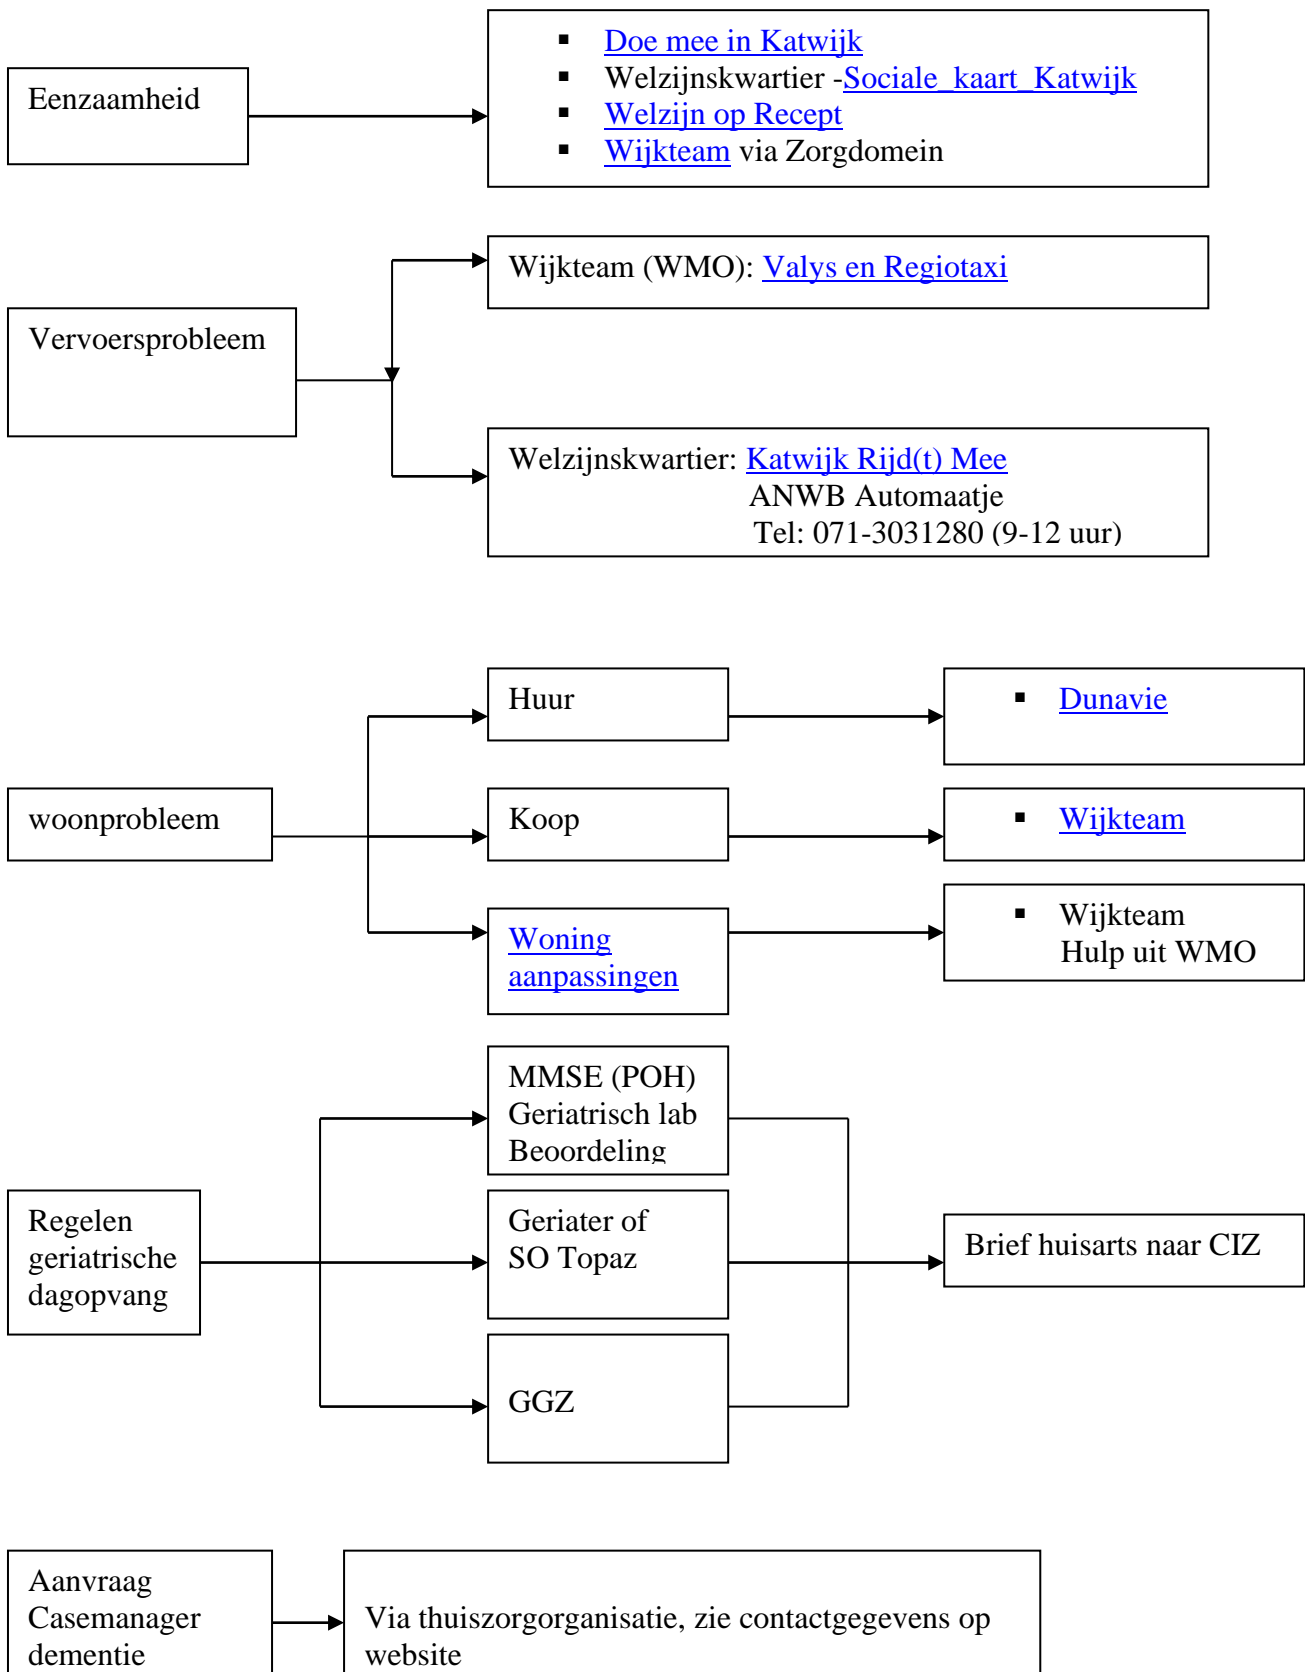 Eenzaamheid
▪ Doe mee in Katwijk
▪ Welzijnskwartier -Sociale_kaart_Katwijk
▪ Welzijn op Recept
▪ Wijkteam via Zorgdomein
Vervoersprobleem
Wijkteam (WMO): Valys en Regiotaxi
Welzijnskwartier: Katwijk Rijd(t) Mee
ANWB Automaatje
Tel: 071-3031280 (9-12 uur)
woonprobleem
Huur
▪ Dunavie
Koop
▪ Wijkteam
Woning
aanpassingen
▪ Wijkteam
Hulp uit WMO
Regelen
geriatrische
dagopvang
MMSE (POH)
Geriatrisch lab
Beoordeling
Geriater of
SO Topaz
GGZ
Brief huisarts naar CIZ
Aanvraag
Casemanager
dementie
Via thuiszorgorganisatie, zie contactgegevens op
website